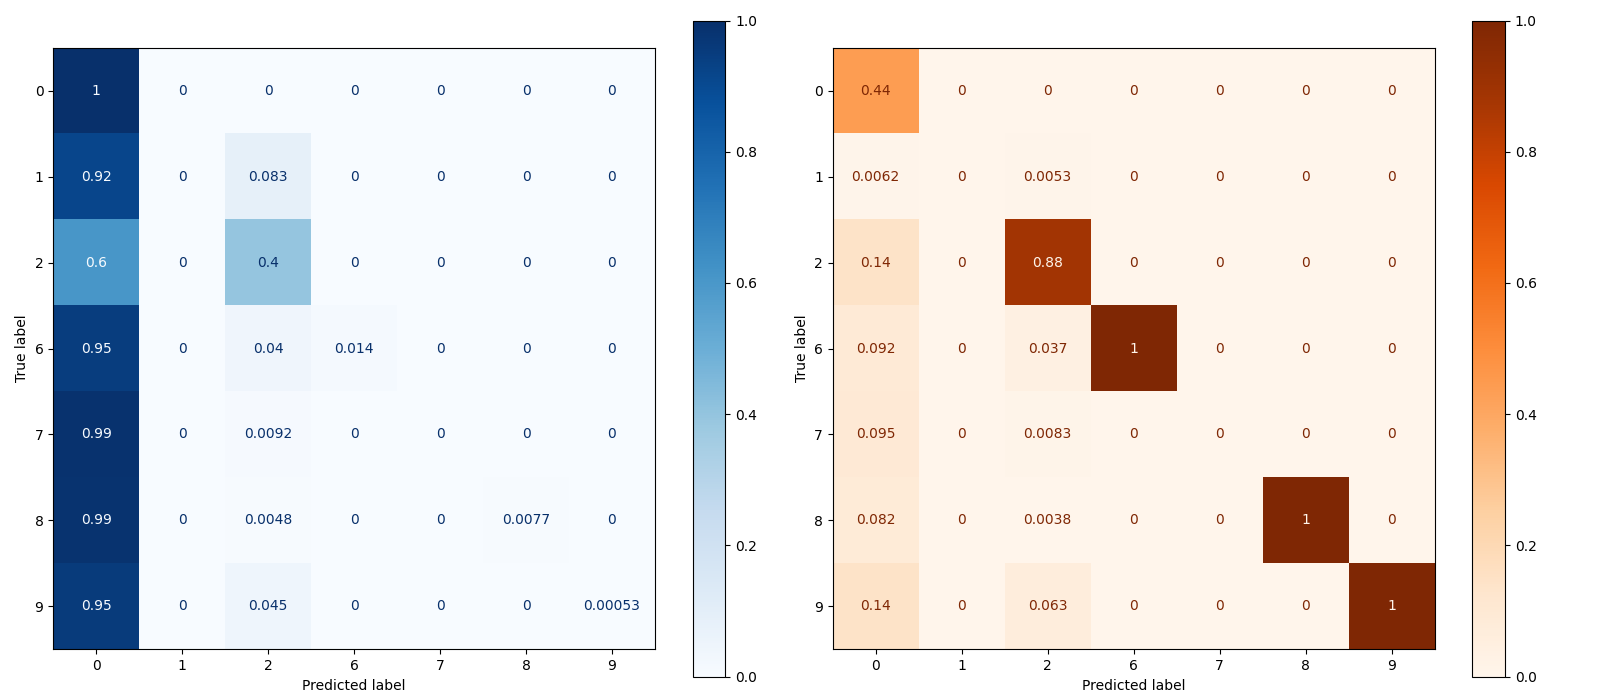 1.0
0 1 0 0 0 0 0 0
0.8
1 0.92 0 0.083 0 0 0 0
2 0.6 0 0.4 0 0 0 0
0.6
True label
6 0.95 0 0.04 0.014 0 0 0
0.4
7 0.99 0 0.0092 0 0 0 0
8 0.99 0 0.0048 0 0 0.0077 0
0.2
9 0.95 0 0.045 0 0 0 0.00053
0.0
0 1 2 6 7 8 9
Predicted label
1.0
0 0.44 0 0 0 0 0 0
0.8
1 0.0062 0 0.0053 0 0 0 0
2 0.14 0 0.88 0 0 0 0
0.6
True label
6 0.092 0 0.037 1 0 0 0
0.4
7 0.095 0 0.0083 0 0 0 0
8 0.082 0 0.0038 0 0 1 0
0.2
9 0.14 0 0.063 0 0 0 1
0.0
0 1 2 6 7 8 9
Predicted label